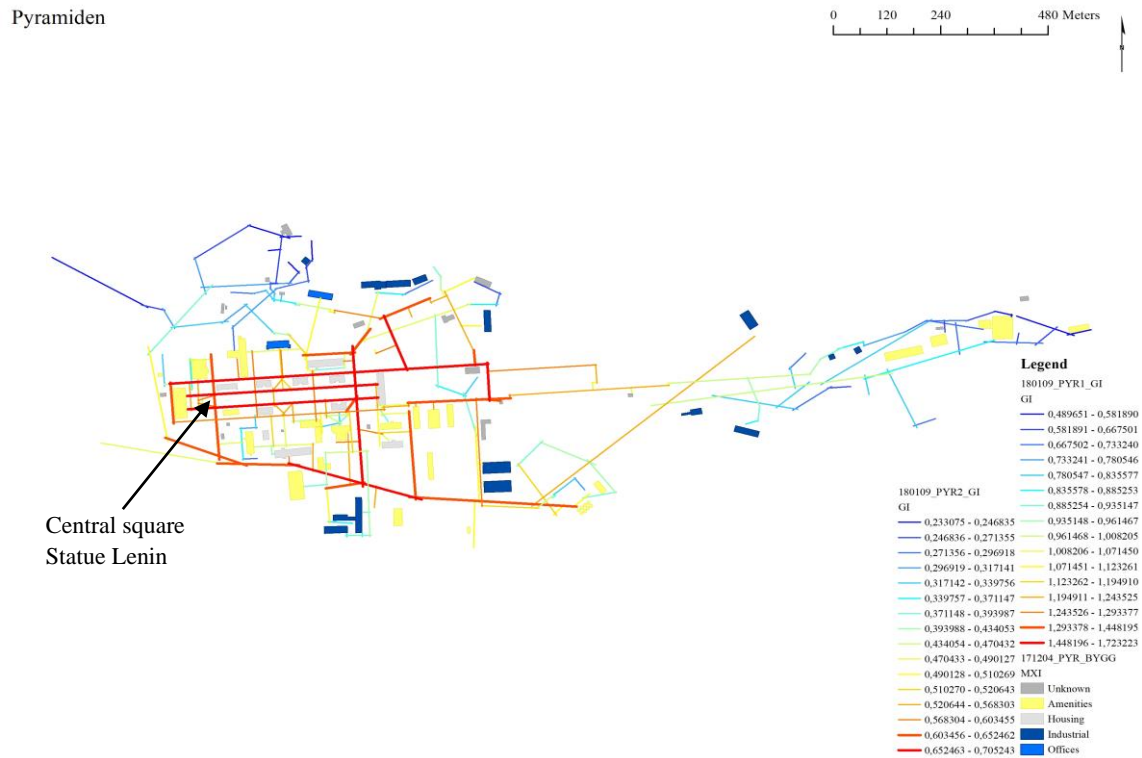 Pyramiden
0 120 240 480 Meters
N
Central square
Statue Lenin
Legend
180109_PYR1_GI
GI
0,489651 - 0,581890
0,581891 - 0,667501
0,667502 - 0,733240
0,733241 - 0,780546
0,780547 - 0,835577
0,835578 - 0,885253
0,885254 - 0,935147
0,935148 - 0,961467
0,961468 - 1,008205
1,008206 - 1,071450
1,071451 - 1,123261
1,123262 - 1,194910
1,194911 - 1,243525
1,243526 - 1,293377
1,293378 - 1,448195
1,448196 - 1,723223
171204_PYR_BYGG
MXI
Unknown
Amenities
Housing
Industrial
Offices
180109_PYR2_GI
GI
0,233075 - 0,246835
0,246836 - 0,271355
0,271356 - 0,296918
0,296919 - 0,317141
0,317142 - 0,339756
0,339757 - 0,371147
0,371148 - 0,393987
0,393988 - 0,434053
0,434054 - 0,470432
0,470433 - 0,490127
0,490128 - 0,510269
0,510270 - 0,520643
0,520644 - 0,568303
0,568304 - 0,603455
0,603456 - 0,652462
0,652463 - 0,705243